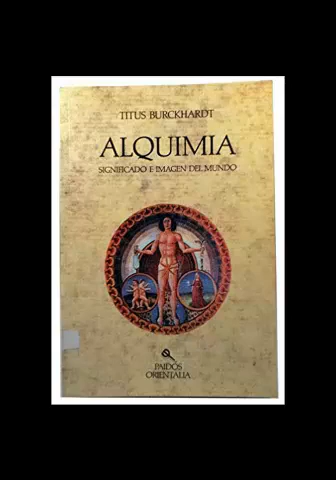 TITUS BURCKHARDT
ALQUIMIA
SIGNIFICADO E IMAGEN DEL MUNDO
PAIDÓS
ORIENTALIA